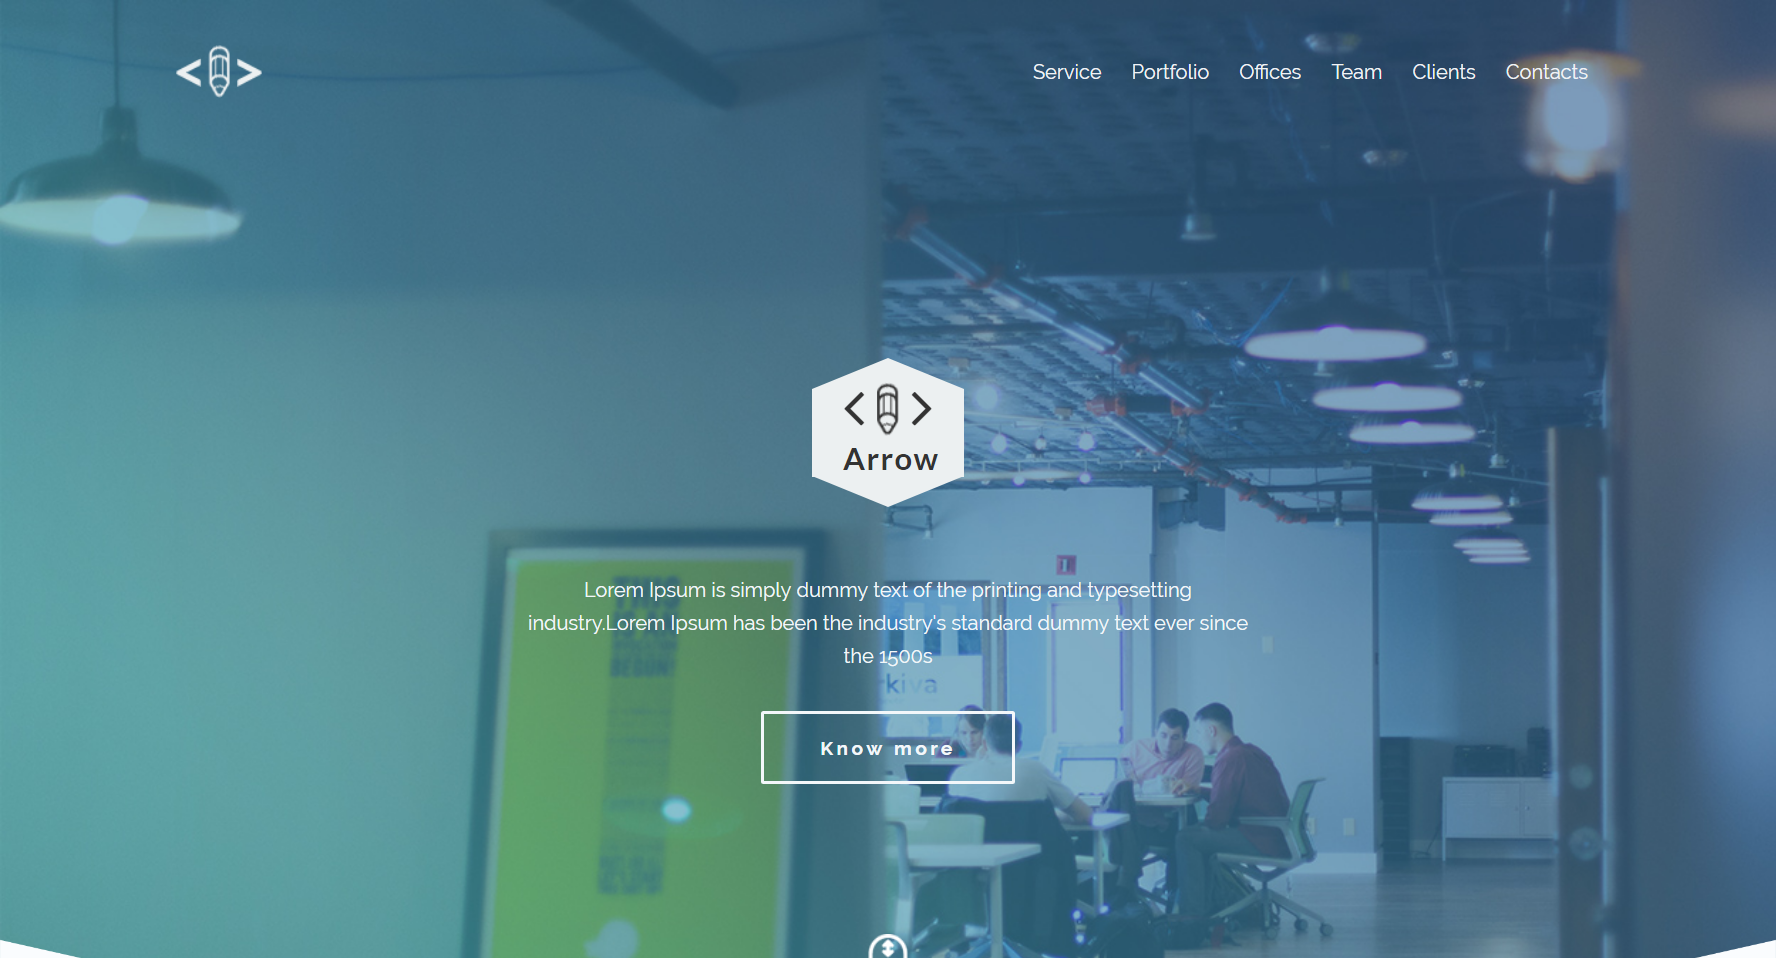 Service Portfolio Offices Team Clients Contacts
Arrow
Lorem Ipsum is simply dummy text of the printing and typesetting
industry.Lorem Ipsum has been the industry's standard dummy text ever since
the 1500s
rkiva
Know more